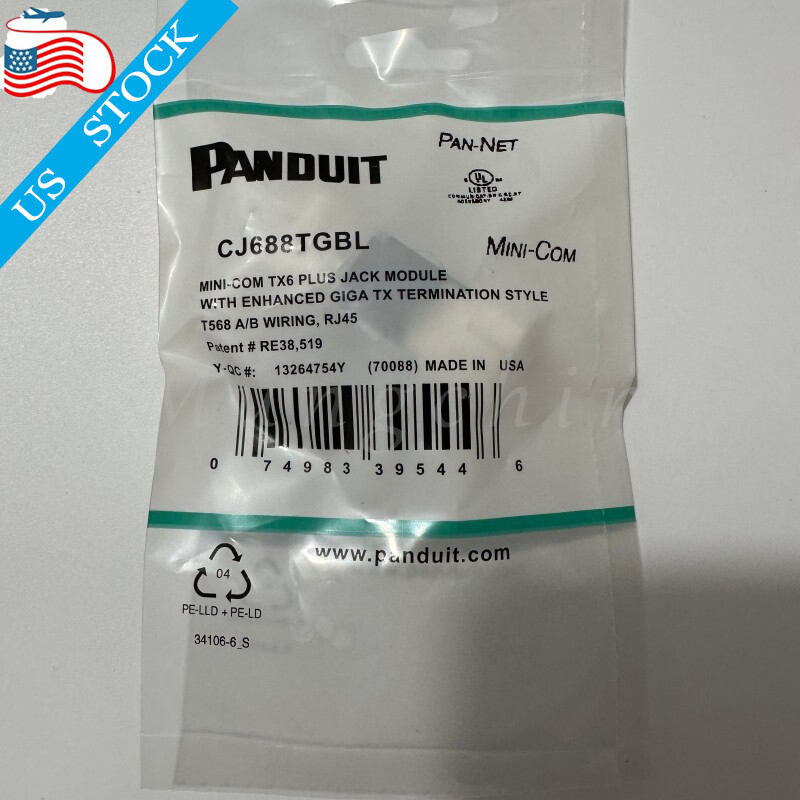 US STOCK
PANDUIT
PAN-NET
UL
LISTED
CJ688TGBL
MINI-COM
MINI-COM TX6 PLUS JACK MODULE
WITH ENHANCED GIGA TX TERMINATION STYLE
T568 A/B WIRING, RJ45
Patent # RE38,519
Y-QC #: 13264754Y (70088) MADE IN USA
0 74983 39544 6
www.panduit.com
04
PE-LLD + PE-LD
34106-6_S